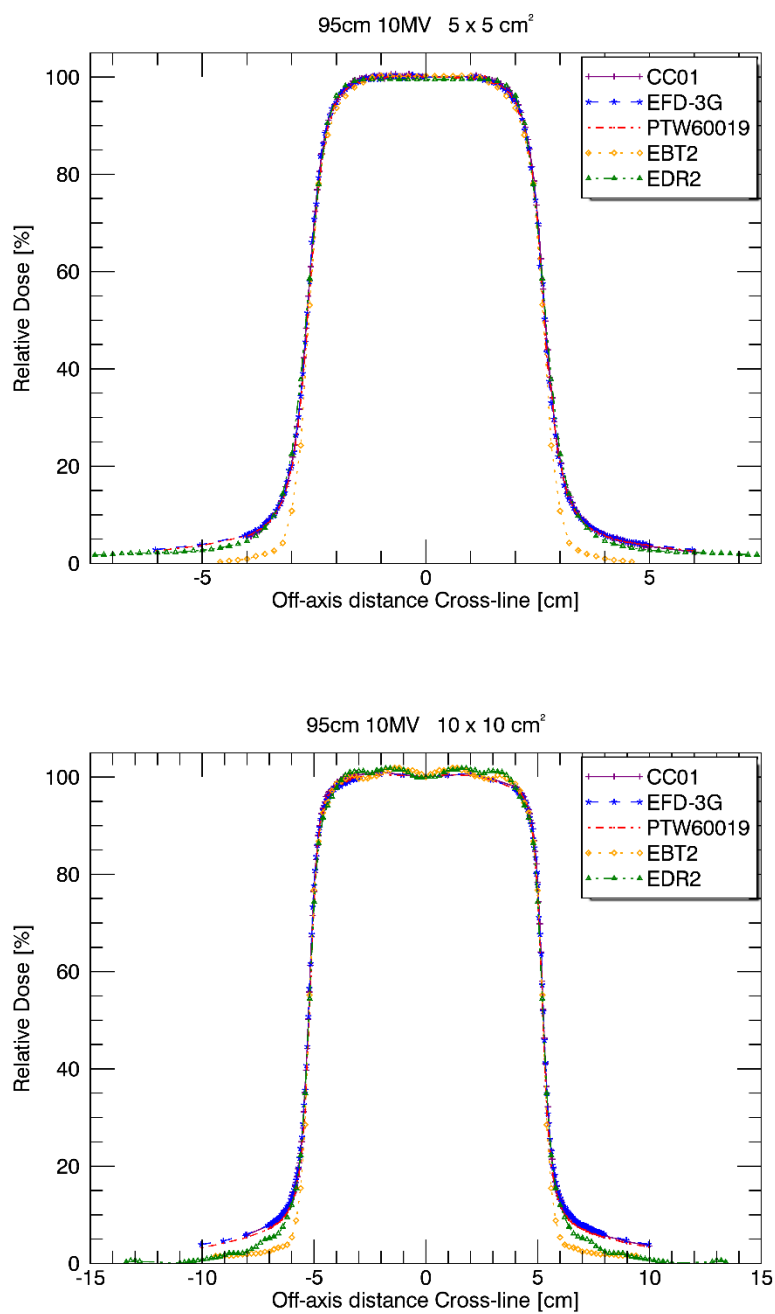 95cm 10MV 5 x 5 cm²
100
80
60
40
20
0
Relative Dose [%]
CC01
EFD-3G
PTW60019
EBT2
EDR2
-5 0 5
Off-axis distance Cross-line [cm]
95cm 10MV 10 x 10 cm²
100
80
60
40
20
0
Relative Dose [%]
CC01
EFD-3G
PTW60019
EBT2
EDR2
-15 -10 -5 0 5 10 15
Off-axis distance Cross-line [cm]